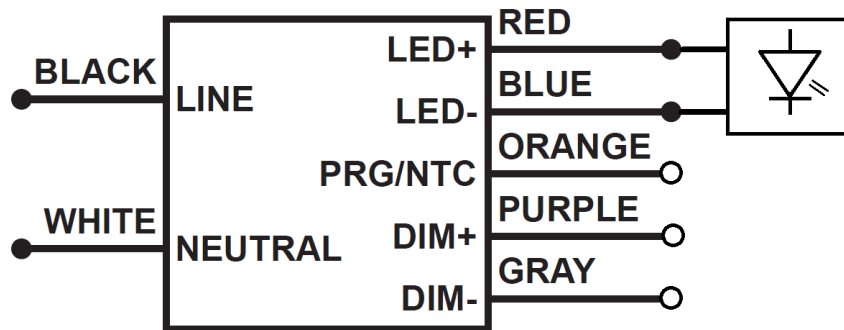 RED
LED+
BLACK
BLUE
LINE
LED-
ORANGE
PRG/NTC
PURPLE
WHITE
NEUTRAL
DIM+
GRAY
DIM-